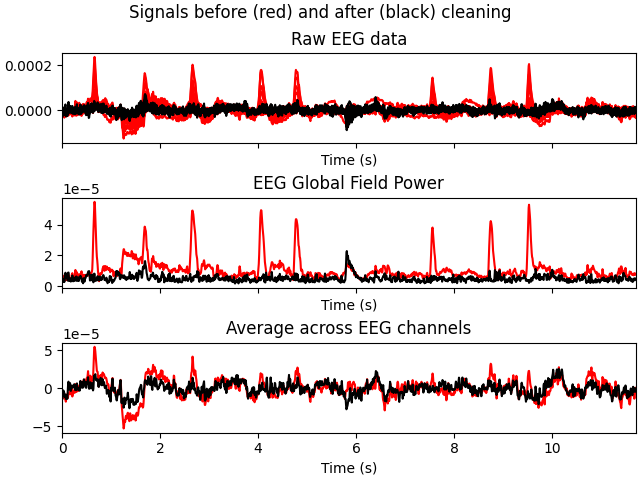 Signals before (red) and after (black) cleaning
Raw EEG data
0.0002
0.0000
Time (s)
EEG Global Field Power
1e−5
4
2
0
Time (s)
Average across EEG channels
1e−5
5
0
−5
0 2 4 6 8 10
Time (s)